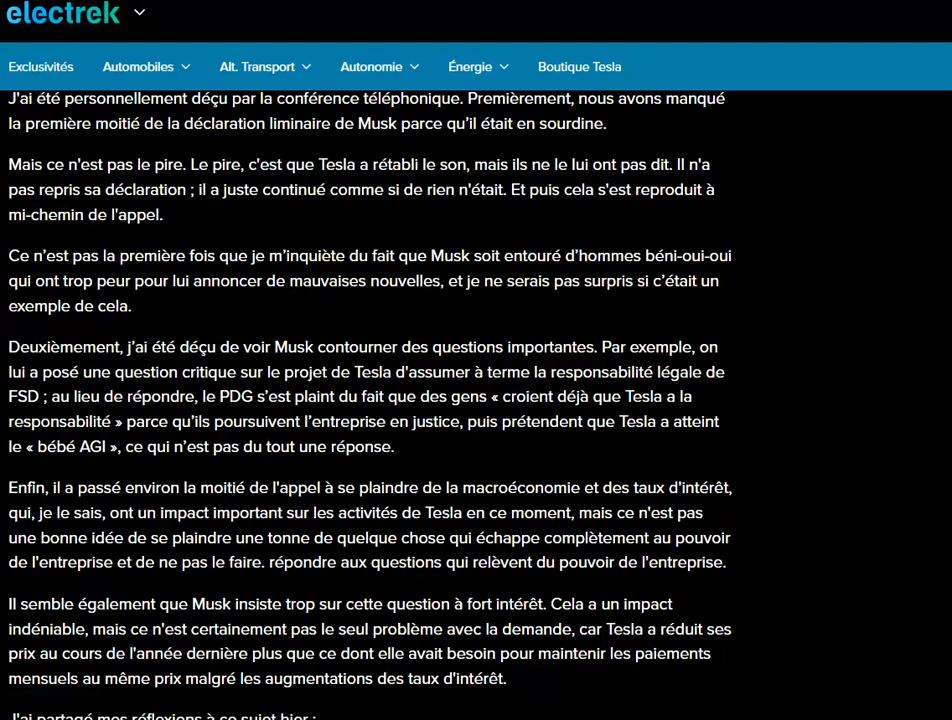 electrek
Exclusivités Automobiles Alt. Transport Autonomie Énergie Boutique Tesla
J'ai été personnellement déçu par la conférence téléphonique. Premièrement, nous avons manqué
la première moitié de la déclaration liminaire de Musk parce qu’il était en sourdine.
Mais ce n'est pas le pire. Le pire, c'est que Tesla a rétabli le son, mais ils ne le lui ont pas dit. Il n'a
pas repris sa déclaration ; il a juste continué comme si de rien n'était. Et puis cela s'est reproduit à
mi-chemin de l'appel.
Ce n’est pas la première fois que je m’inquiète du fait que Musk soit entouré d’hommes béni-oui-oui
qui ont trop peur pour lui annoncer de mauvaises nouvelles, et je ne serais pas surpris si c’était un
exemple de cela.
Deuxièmement, j’ai été déçu de voir Musk contourner des questions importantes. Par exemple, on
lui a posé une question critique sur le projet de Tesla d'assumer à terme la responsabilité légale de
FSD ; au lieu de répondre, le PDG s’est plaint du fait que des gens « croient déjà que Tesla a la
responsabilité » parce qu’ils poursuivent l’entreprise en justice, puis prétendent que Tesla a atteint
le « bébé AGI », ce qui n’est pas du tout une réponse.
Enfin, il a passé environ la moitié de l'appel à se plaindre de la macroéconomie et des taux d'intérêt,
qui, je le sais, ont un impact important sur les activités de Tesla en ce moment, mais ce n'est pas
une bonne idée de se plaindre une tonne de quelque chose qui échappe complètement au pouvoir
de l'entreprise et de ne pas le faire. répondre aux questions qui relèvent du pouvoir de l'entreprise.
Il semble également que Musk insiste trop sur cette question à fort intérêt. Cela a un impact
indéniable, mais ce n'est certainement pas le seul problème avec la demande, car Tesla a réduit ses
prix au cours de l'année dernière plus que ce dont elle avait besoin pour maintenir les paiements
mensuels au même prix malgré les augmentations des taux d'intérêt.
J'ai partagé mes réflexions à ce sujet hier :